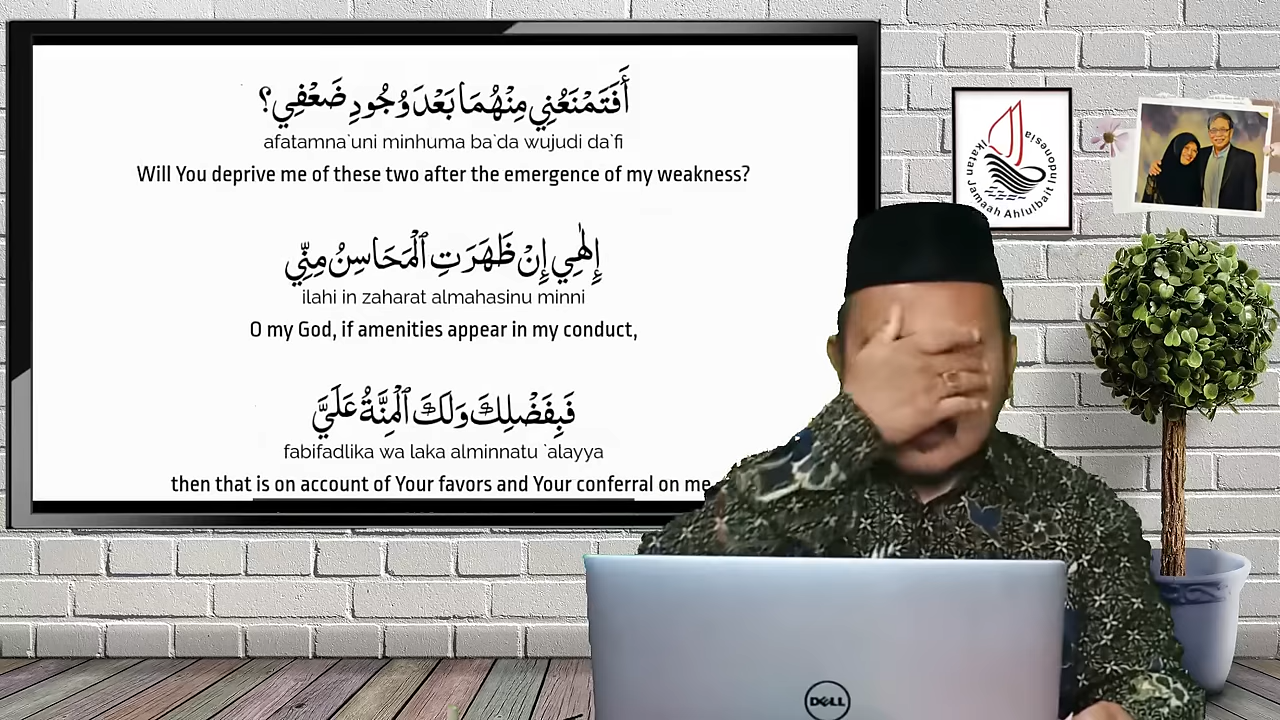 أَفَتَمْنَعُنِي مِنْهُمَا بَعْدَ وُجُودِ ضَعْفِي؟
afatamna`uni minhuma ba`da wujudi da`fi
Will You deprive me of these two after the emergence of my weakness?
إِلٰهِي إِنْ ظَهَرَتِ ٱلْمَحَاسِنُ مِنِّي
ilahi in zaharat almahasinu minni
O my God, if amenities appear in my conduct,
فَبِفَضْلِكَ وَلَكَ ٱلْمِنَّةُ عَلَيَّ
fabifadlika wa laka alminnatu `alayya
then that is on account of Your favors and Your conferral on me
Ikatan Jamaah Ahlulbait Indonesia
DELL